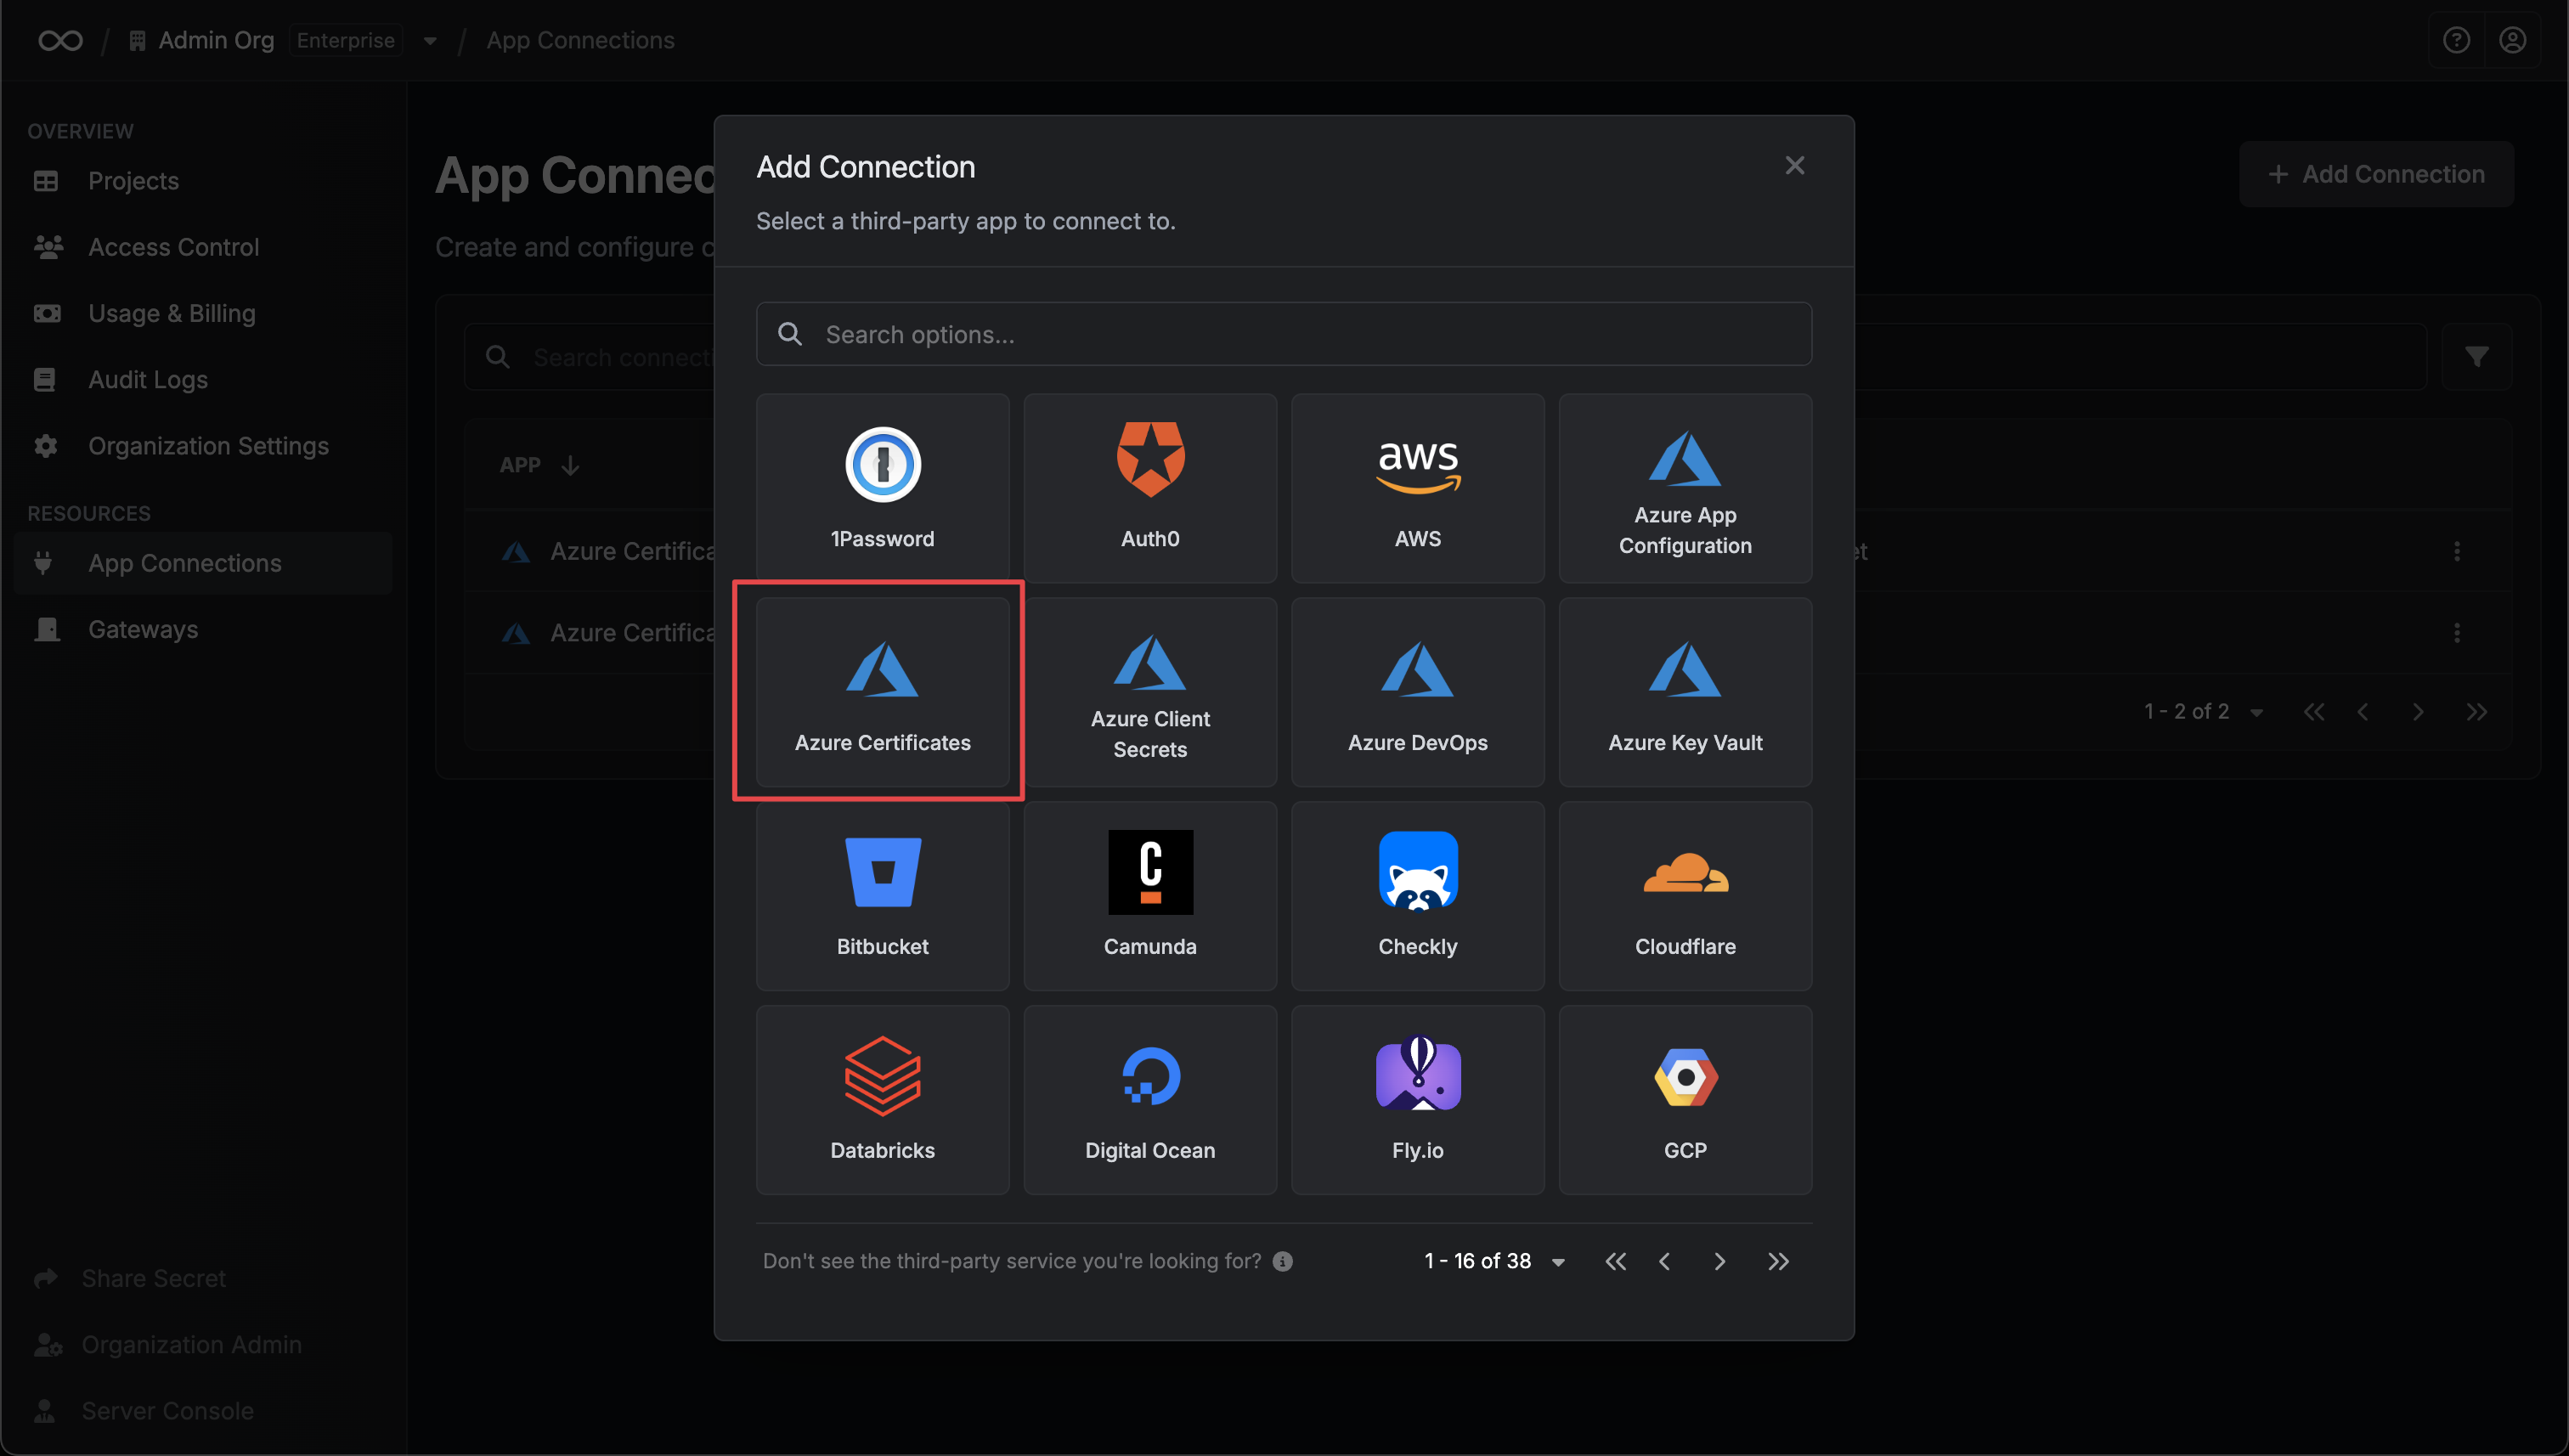 Admin Org
Enterprise
App Connections
OVERVIEW
Projects
Access Control
Usage & Billing
Audit Logs
Organization Settings
RESOURCES
App Connections
Gateways
Share Secret
Organization Admin
Server Console
App Connec
Create and configure c
Add Connection
Search connecti
APP
Azure Certifica
et
Azure Certifica
1 - 2 of 2
Add Connection
Select a third-party app to connect to.
Search options...
1Password
Auth0
aws
AWS
Azure App
Configuration
Azure Certificates
Azure Client
Secrets
Azure DevOps
Azure Key Vault
Bitbucket
C
Camunda
Checkly
Cloudflare
Databricks
Digital Ocean
Fly.io
GCP
Don't see the third-party service you're looking for?
1 - 16 of 38